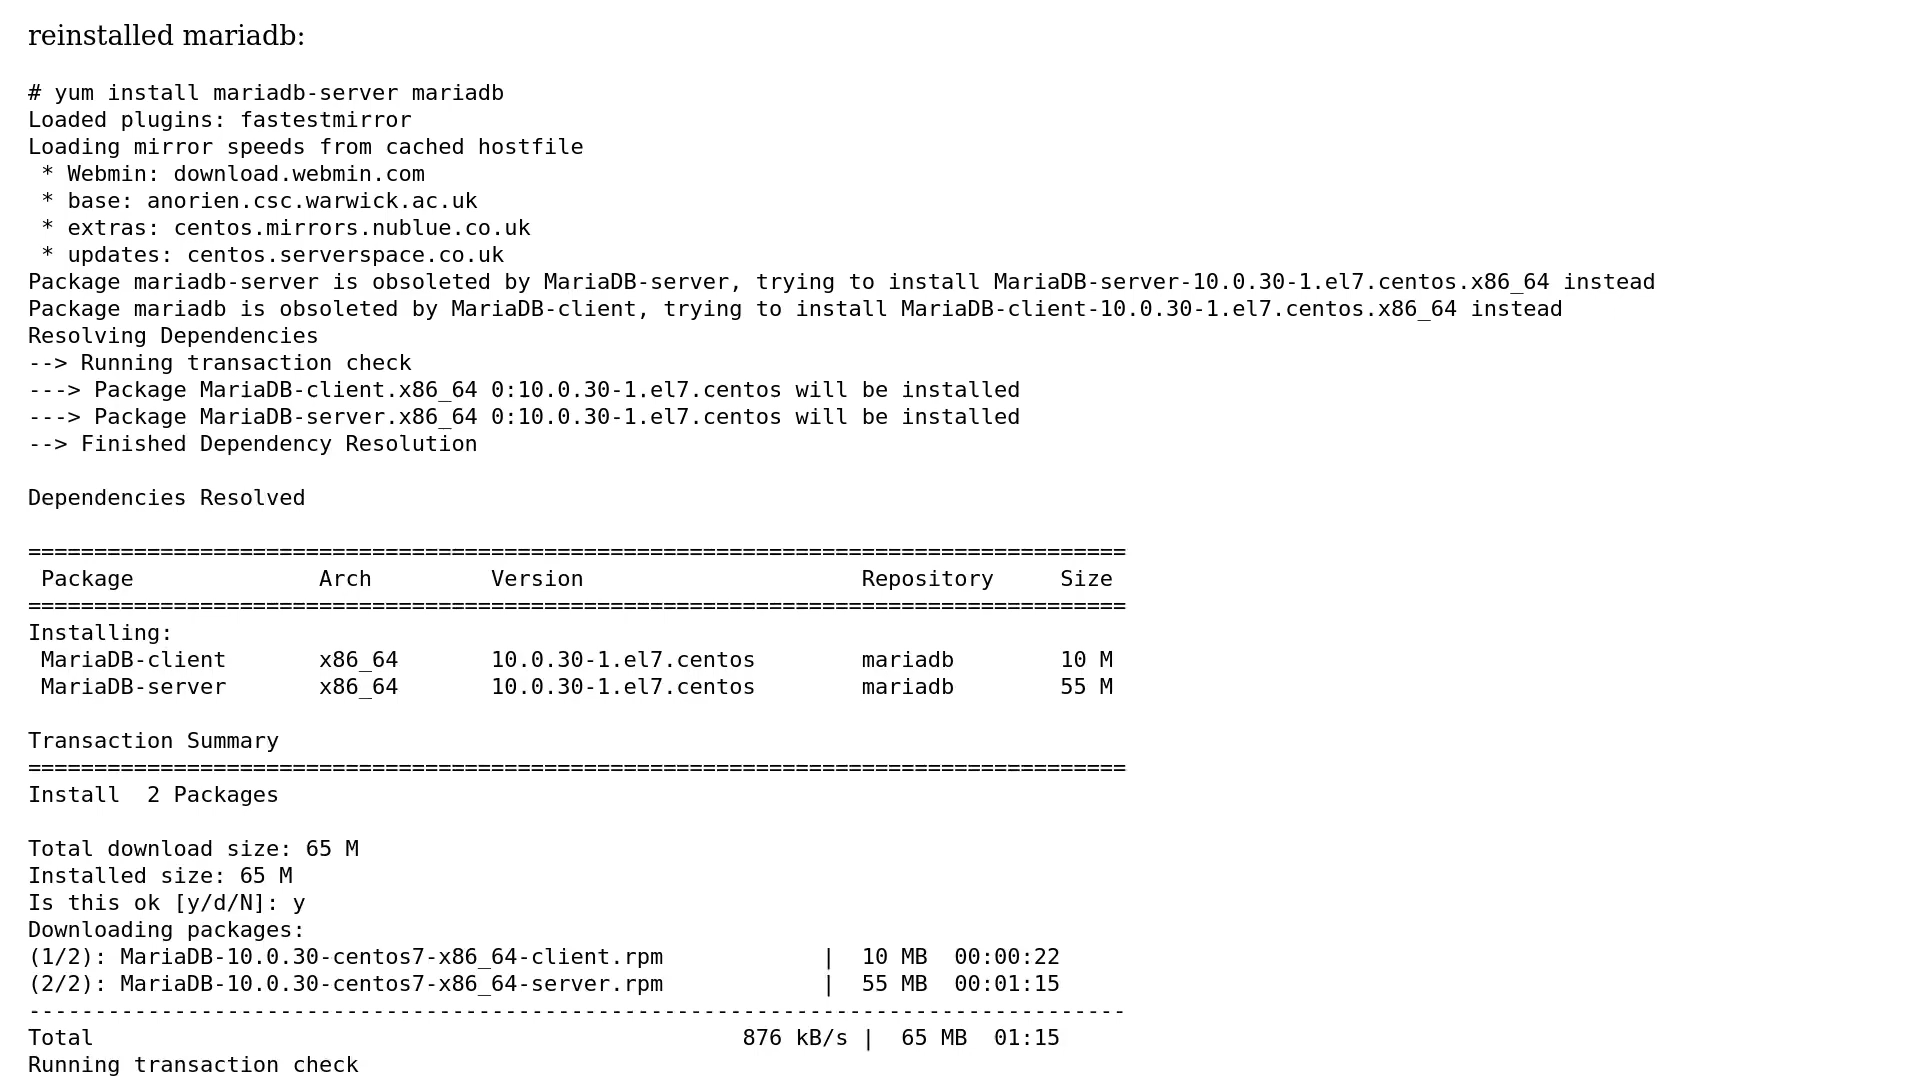 reinstalled mariadb:
# yum install mariadb-server mariadb
Loaded plugins: fastestmirror
Loading mirror speeds from cached hostfile
 * Webmin: download.webmin.com
 * base: anorien.csc.warwick.ac.uk
 * extras: centos.mirrors.nublue.co.uk
 * updates: centos.serverspace.co.uk
Package mariadb-server is obsoleted by MariaDB-server, trying to install MariaDB-server-10.0.30-1.el7.centos.x86_64 instead
Package mariadb is obsoleted by MariaDB-client, trying to install MariaDB-client-10.0.30-1.el7.centos.x86_64 instead
Resolving Dependencies
--> Running transaction check
---> Package MariaDB-client.x86_64 0:10.0.30-1.el7.centos will be installed
---> Package MariaDB-server.x86_64 0:10.0.30-1.el7.centos will be installed
--> Finished Dependency Resolution

Dependencies Resolved

===================================================================================
 Package              Arch         Version                     Repository     Size
===================================================================================
Installing:
 MariaDB-client       x86_64       10.0.30-1.el7.centos        mariadb        10 M
 MariaDB-server       x86_64       10.0.30-1.el7.centos        mariadb        55 M

Transaction Summary
===================================================================================
Install  2 Packages

Total download size: 65 M
Installed size: 65 M
Is this ok [y/d/N]: y
Downloading packages:
(1/2): MariaDB-10.0.30-centos7-x86_64-client.rpm            |  10 MB  00:00:22
(2/2): MariaDB-10.0.30-centos7-x86_64-server.rpm            |  55 MB  00:01:15
-----------------------------------------------------------------------------------
Total                                                 876 kB/s |  65 MB  01:15
Running transaction check